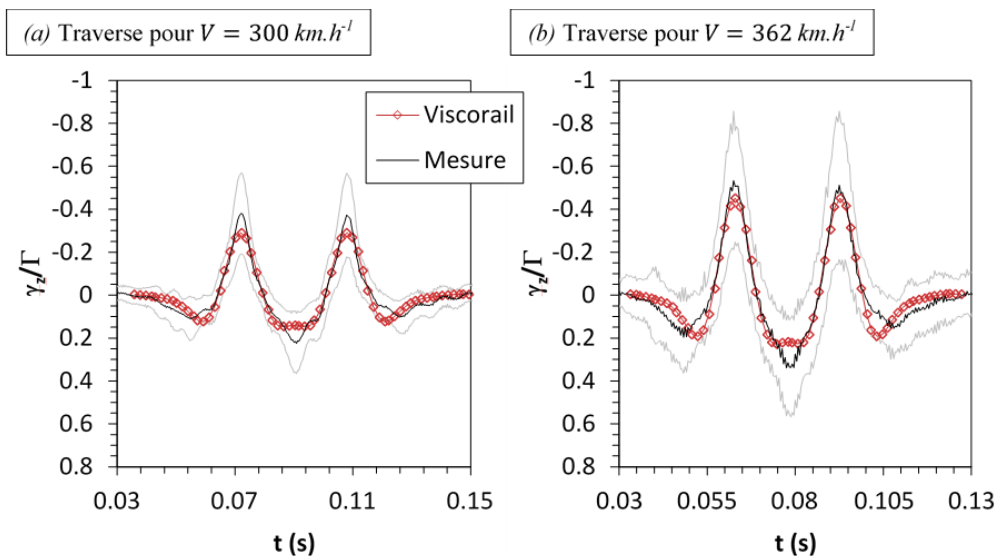 (a) Traverse pour V = 300 km.h⁻¹
(b) Traverse pour V = 362 km.h⁻¹
-1
-0.8
-0.6
-0.4
-0.2
0
0.2
0.4
0.6
0.8
γz/Γ
0.03 0.07 0.11 0.15
t (s)
Viscorail
Mesure
-1
-0.8
-0.6
-0.4
-0.2
0
0.2
0.4
0.6
0.8
γz/Γ
0.03 0.055 0.08 0.105 0.13
t (s)